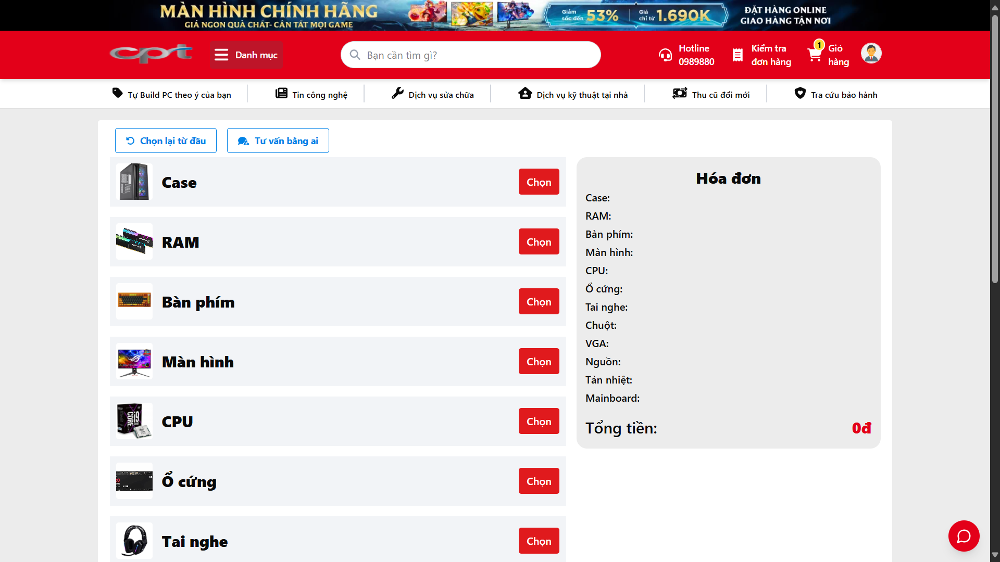 MÀN HÌNH CHÍNH HÃNG
GIÁ NGON QUÀ CHẤT- CÂN TẤT MỌI GAME
Giảm
sốc đến 53%
Giá
chỉ từ 1.690K
ĐẶT HÀNG ONLINE
GIAO HÀNG TẬN NƠI
cpt
Danh mục
Bạn cần tìm gì?
Hotline
0989880
Kiểm tra
đơn hàng
1
Giỏ
hàng
Tự Build PC theo ý của bạn
Tin công nghệ
Dịch vụ sửa chữa
Dịch vụ kỹ thuật tại nhà
Thu cũ đổi mới
Tra cứu bảo hành
Chọn lại từ đầu
Tư vấn bằng ai
Case
Chọn
RAM
Chọn
Bàn phím
Chọn
Màn hình
Chọn
CORE i9
CPU
Chọn
Ổ cứng
Chọn
Tai nghe
Chọn
Hóa đơn
Case:
RAM:
Bàn phím:
Màn hình:
CPU:
Ổ cứng:
Tai nghe:
Chuột:
VGA:
Nguồn:
Tản nhiệt:
Mainboard:
Tổng tiền: 0đ